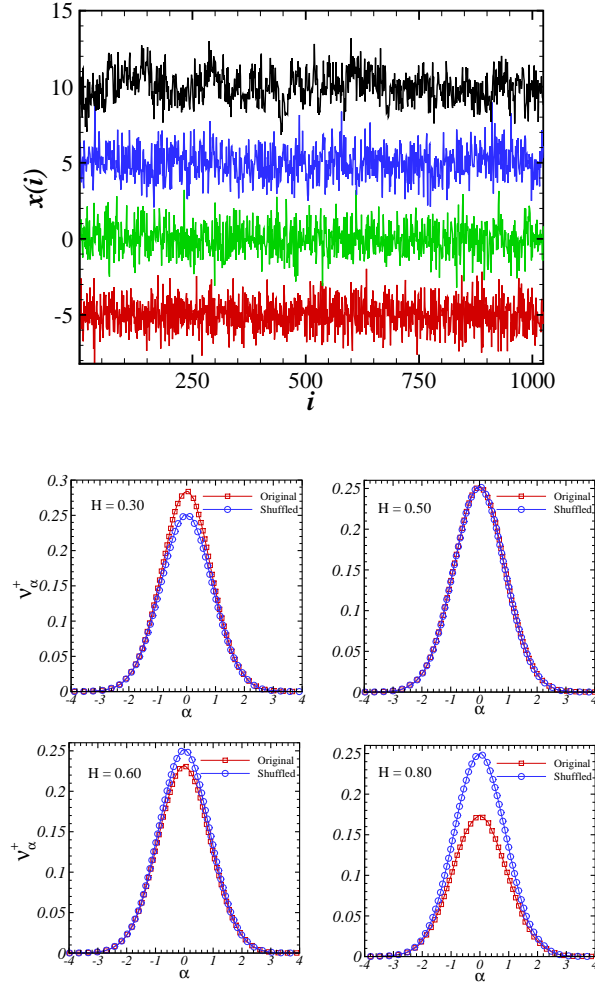 15
10
5
0
-5
x(i)
250
500
750
1000
i
0.3
0.25
0.2
0.15
0.1
0.05
0
ν_α^+
H = 0.30
Original
Shuffled
-4 -3 -2 -1 0 1 2 3 4
α
0.25
0.2
0.15
0.1
0.05
0
H = 0.50
Original
Shuffled
-4 -3 -2 -1 0 1 2 3 4
α
0.25
0.2
0.15
0.1
0.05
0
ν_α^+
H = 0.60
Original
Shuffled
-4 -3 -2 -1 0 1 2 3 4
α
0.25
0.2
0.15
0.1
0.05
0
H = 0.80
Original
Shuffled
-4 -3 -2 -1 0 1 2 3 4
α